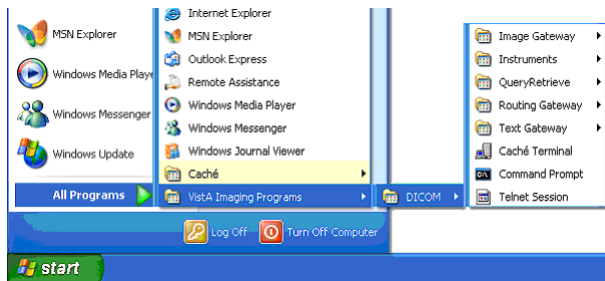 MSN Explorer
Windows Media Playe
Windows Messenger
Windows Update
All Programs
Internet Explorer
MSN Explorer
Outlook Express
Remote Assistance
Windows Media Player
Windows Messenger
Windows Journal Viewer
Caché
VistA Imaging Programs
DICOM
Image Gateway
Instruments
QueryRetrieve
Routing Gateway
Text Gateway
Caché Terminal
Command Prompt
Telnet Session
Log Off
Turn Off Computer
start